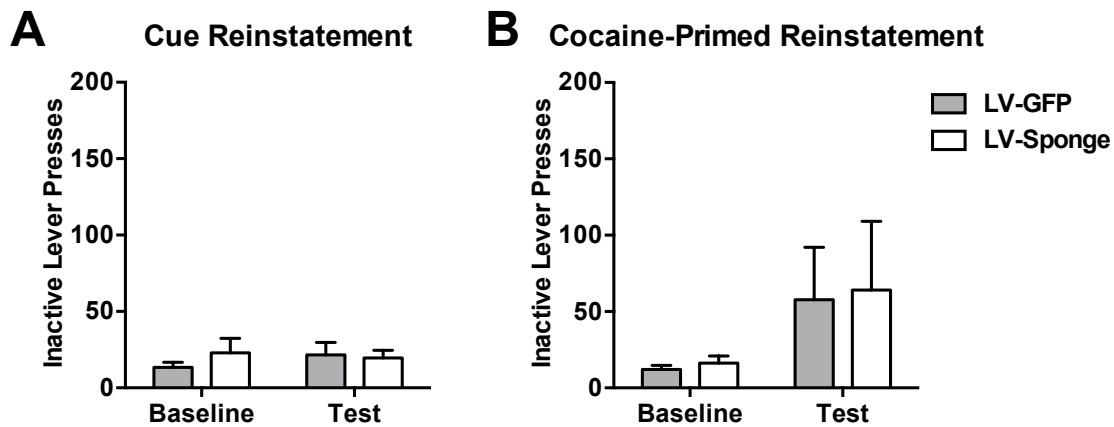 A Cue Reinstatement
Inactive Lever Presses
200
150
100
50
0
Baseline Test
B Cocaine-Primed Reinstatement
Inactive Lever Presses
200
150
100
50
0
Baseline Test
LV-GFP
LV-Sponge